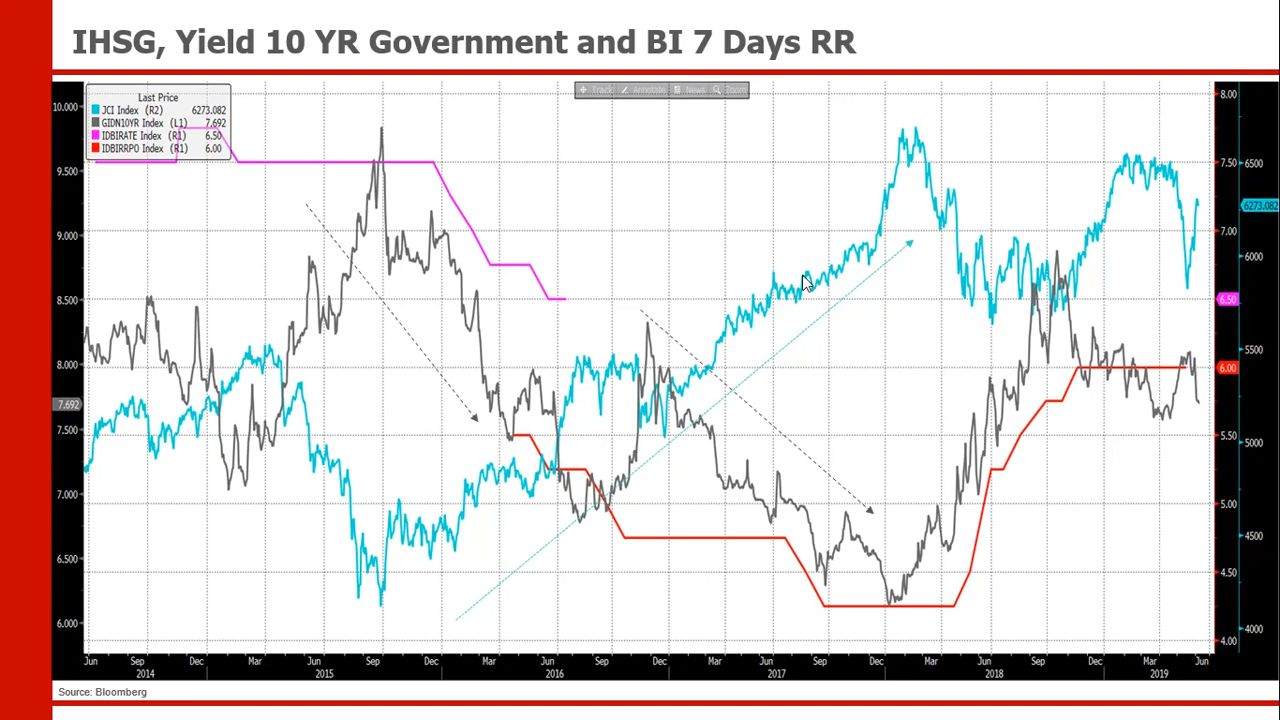 IHSG, Yield 10 YR Government and BI 7 Days RR
Track Annotate News Zoom
Last Price
JCI Index (R2) 6273.082
GIDN10YR Index (L1) 7.692
IDBIRATE Index (R1) 6.50
IDBIRRPO Index (R1) 6.00
10.000
9.500
9.000
8.500
8.000
7.692
7.500
7.000
6.500
6.000
8.00
7.50
7.00
6.50
6.00
5.50
5.00
4.50
4.00
6500
6273.082
6000
5500
5000
4500
4000
Jun Sep Dec Mar Jun Sep Dec Mar Jun Sep Dec Mar Jun Sep Dec Mar Jun Sep Dec Mar Jun
2014 2015 2016 2017 2018 2019
Source: Bloomberg